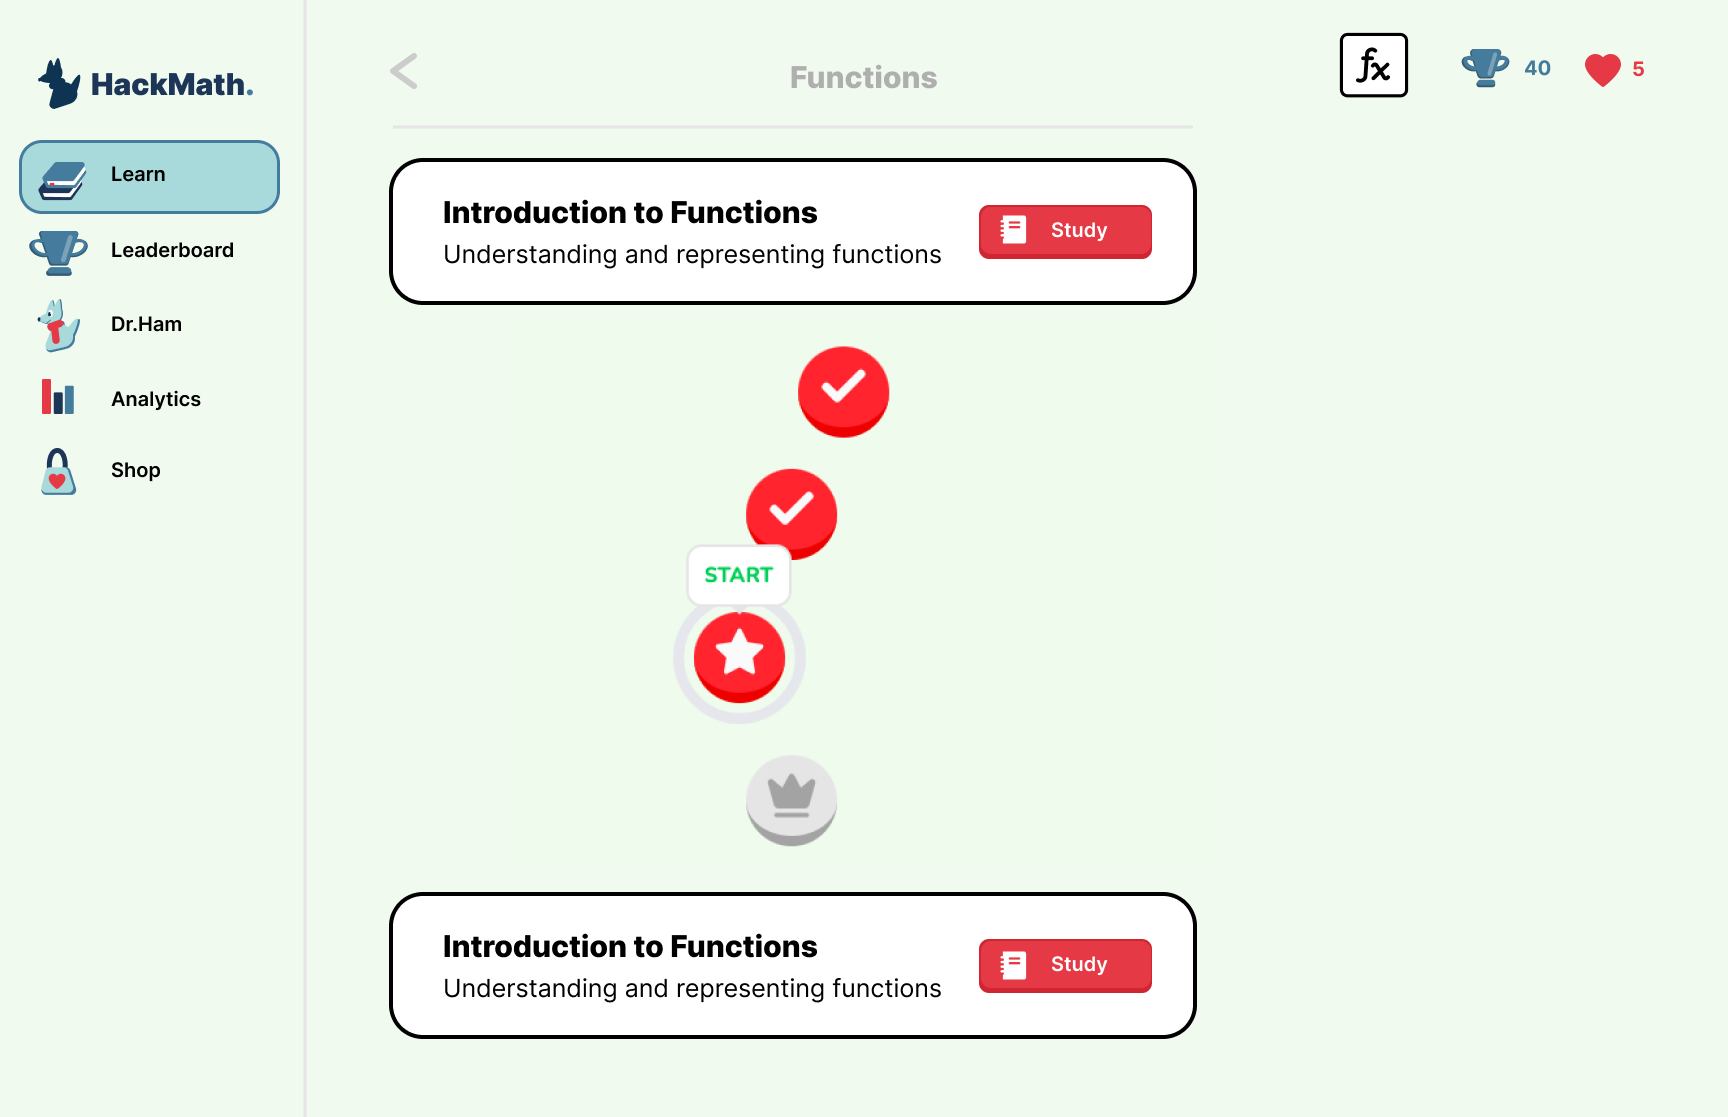 HackMath.
Learn
Leaderboard
Dr.Ham
Analytics
Shop
Functions
fx
40
5
Introduction to Functions
Understanding and representing functions
Study
START
Introduction to Functions
Understanding and representing functions
Study